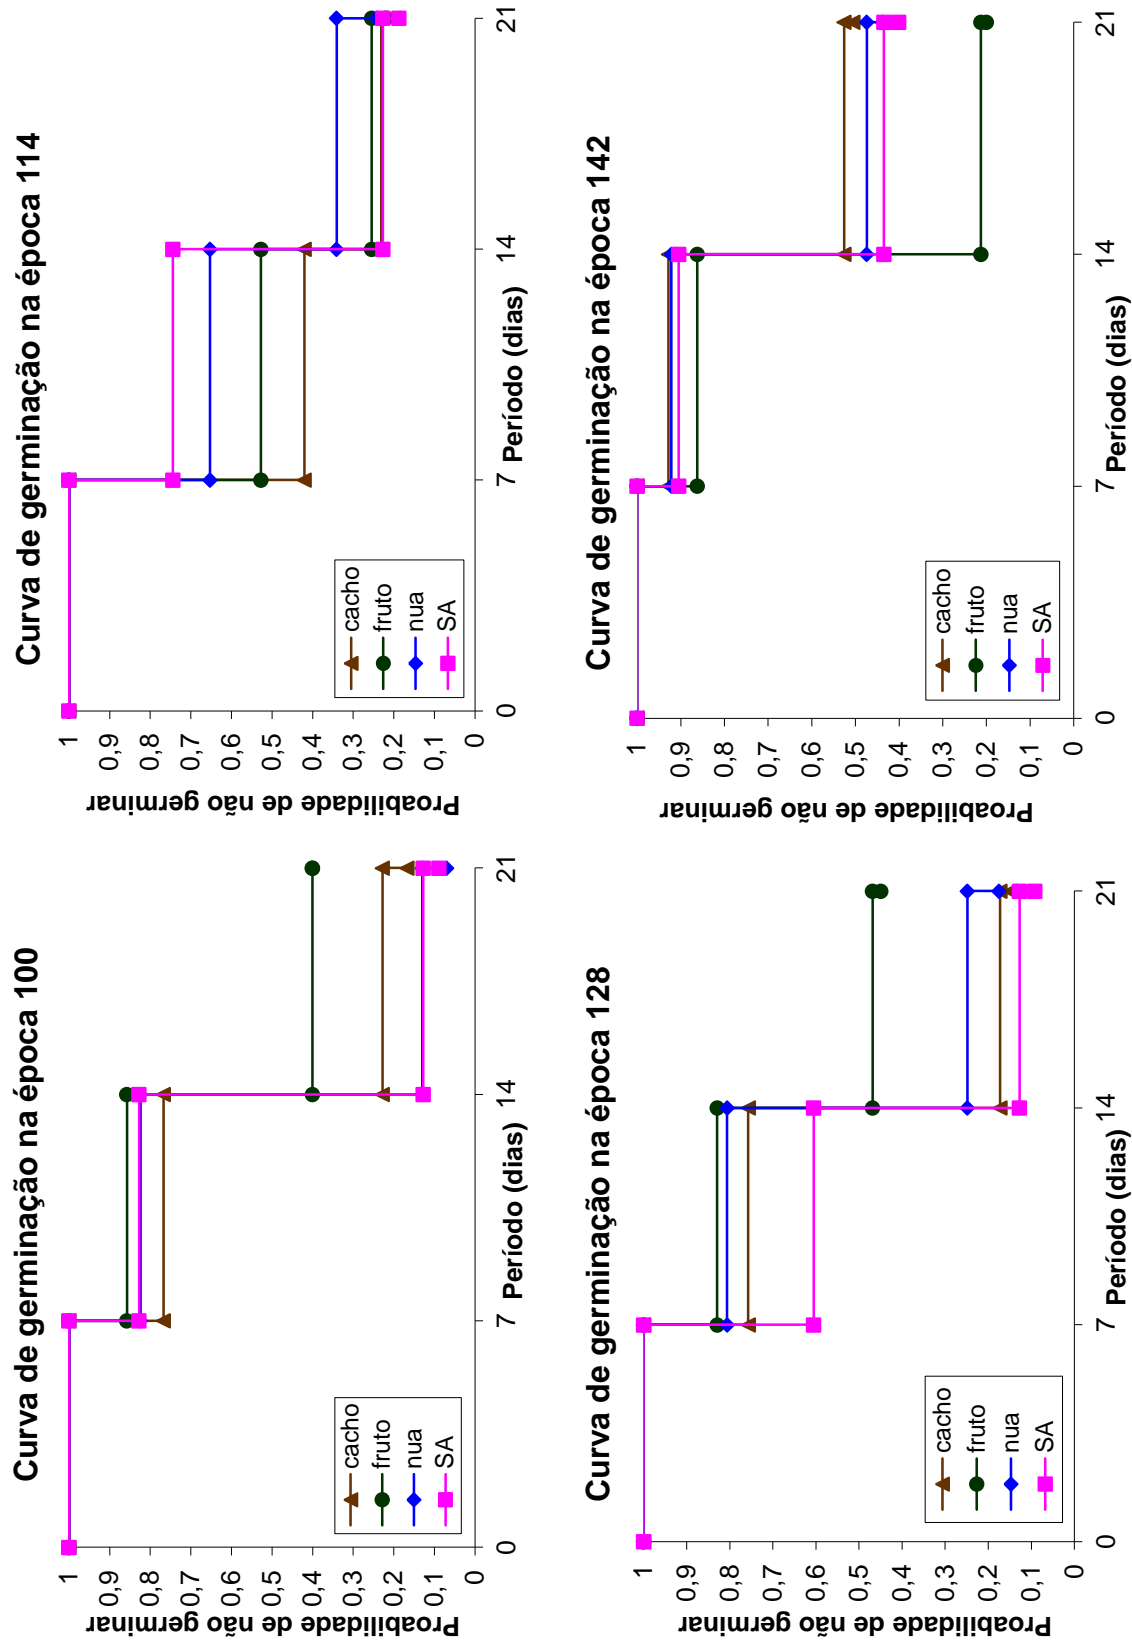 Curva de germinação na época 100
Proabilidade de não germinar
1
0,9
0,8
0,7
0,6
0,5
0,4
0,3
0,2
0,1
0
0
7
14
21
Período (dias)
cacho
fruto
nua
SA
Curva de germinação na época 114
Proabilidade de não germinar
1
0,9
0,8
0,7
0,6
0,5
0,4
0,3
0,2
0,1
0
0
7
14
21
Período (dias)
cacho
fruto
nua
SA
Curva de germinação na época 128
Proabilidade de não germinar
1
0,9
0,8
0,7
0,6
0,5
0,4
0,3
0,2
0,1
0
0
7
14
21
Período (dias)
cacho
fruto
nua
SA
Curva de germinação na época 142
Proabilidade de não germinar
1
0,9
0,8
0,7
0,6
0,5
0,4
0,3
0,2
0,1
0
0
7
14
21
Período (dias)
cacho
fruto
nua
SA